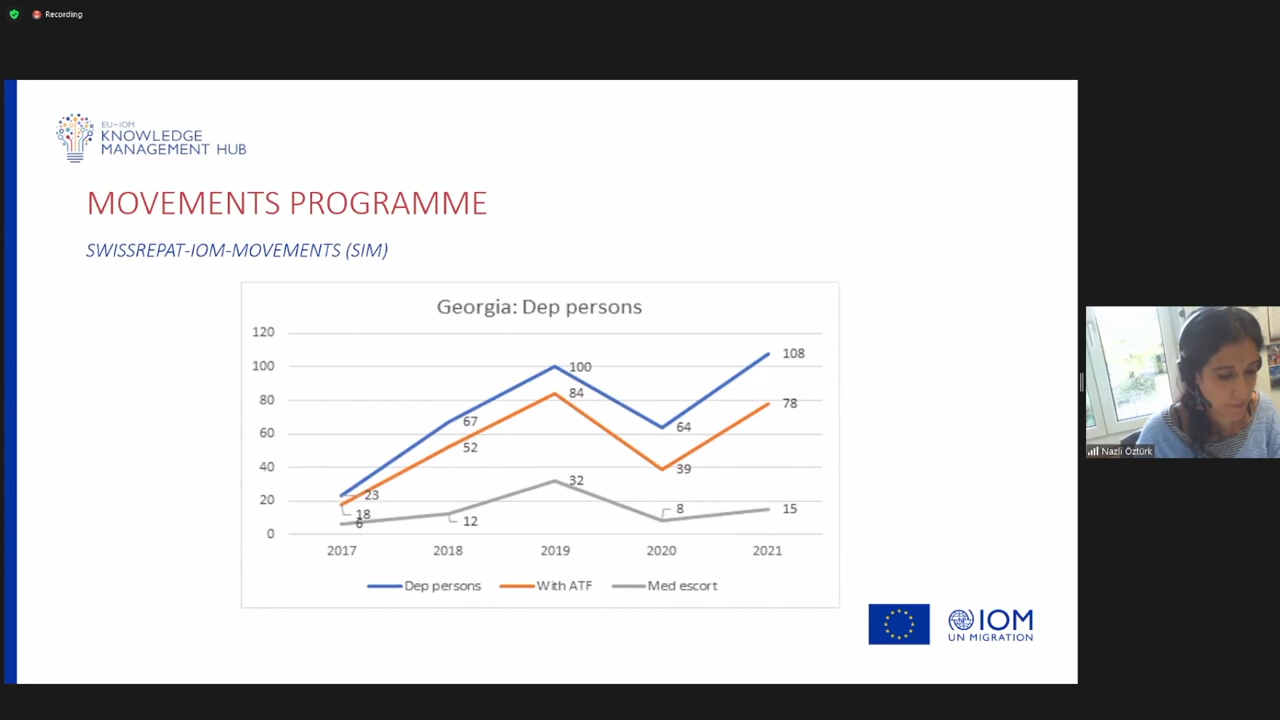 Recording
EU-IOM
KNOWLEDGE
MANAGEMENT HUB
MOVEMENTS PROGRAMME
SWISSREPAT-IOM-MOVEMENTS (SIM)
Georgia: Dep persons
120
100
80
60
40
20
0
23
18
6
67
52
12
100
84
32
64
39
8
108
78
15
2017 2018 2019 2020 2021
Dep persons With ATF Med escort
IOM
UN MIGRATION
Nazli Öztürk